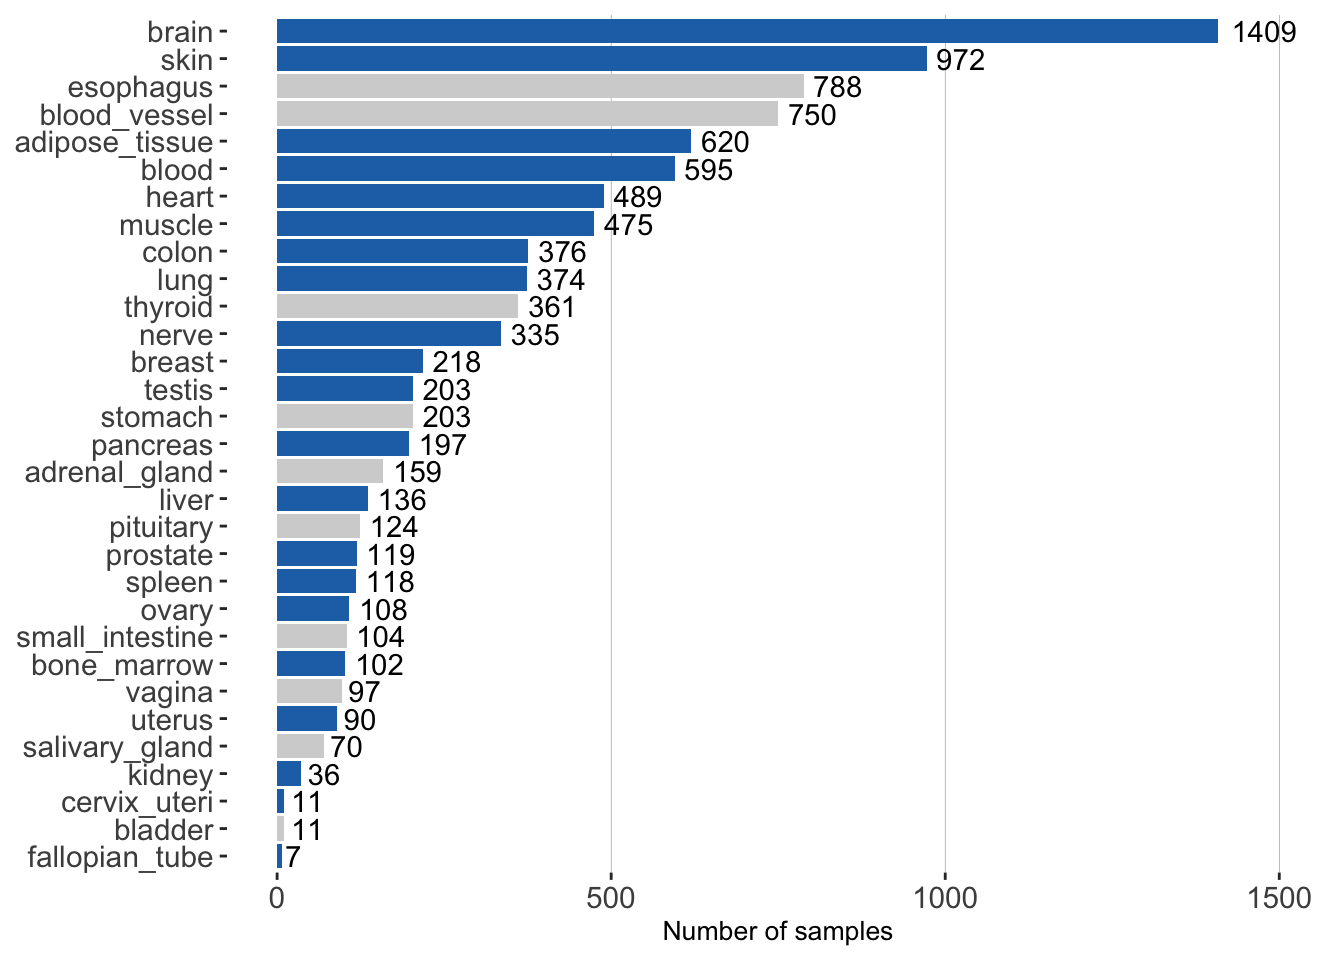 brain 1409
skin 972
esophagus 788
blood_vessel 750
adipose_tissue 620
blood 595
heart 489
muscle 475
colon 376
lung 374
thyroid 361
nerve 335
breast 218
testis 203
stomach 203
pancreas 197
adrenal_gland 159
liver 136
pituitary 124
prostate 119
spleen 118
ovary 108
small_intestine 104
bone_marrow 102
vagina 97
uterus 90
salivary_gland 70
kidney 36
cervix_uteri 11
bladder 11
fallopian_tube 7
0 500 1000 1500
Number of samples